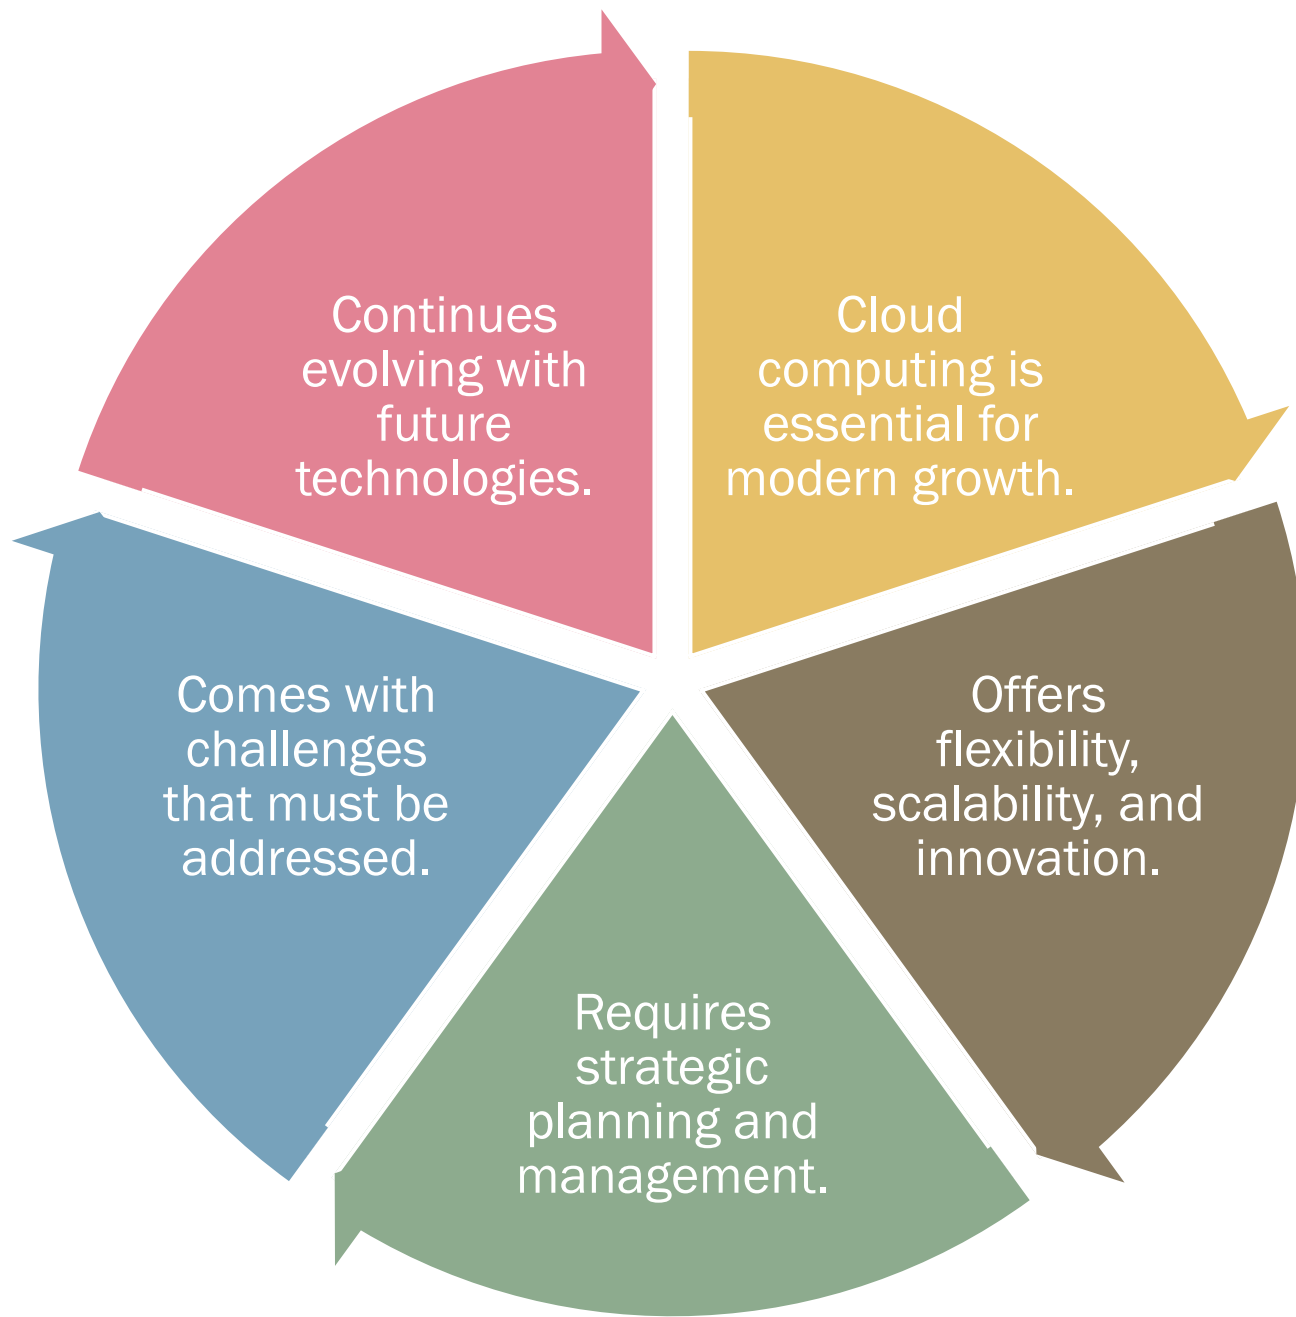 Cloud
computing is
essential for
modern growth.
Offers
flexibility,
scalability, and
innovation.
Requires
strategic
planning and
management.
Comes with
challenges
that must be
addressed.
Continues
evolving with
future
technologies.